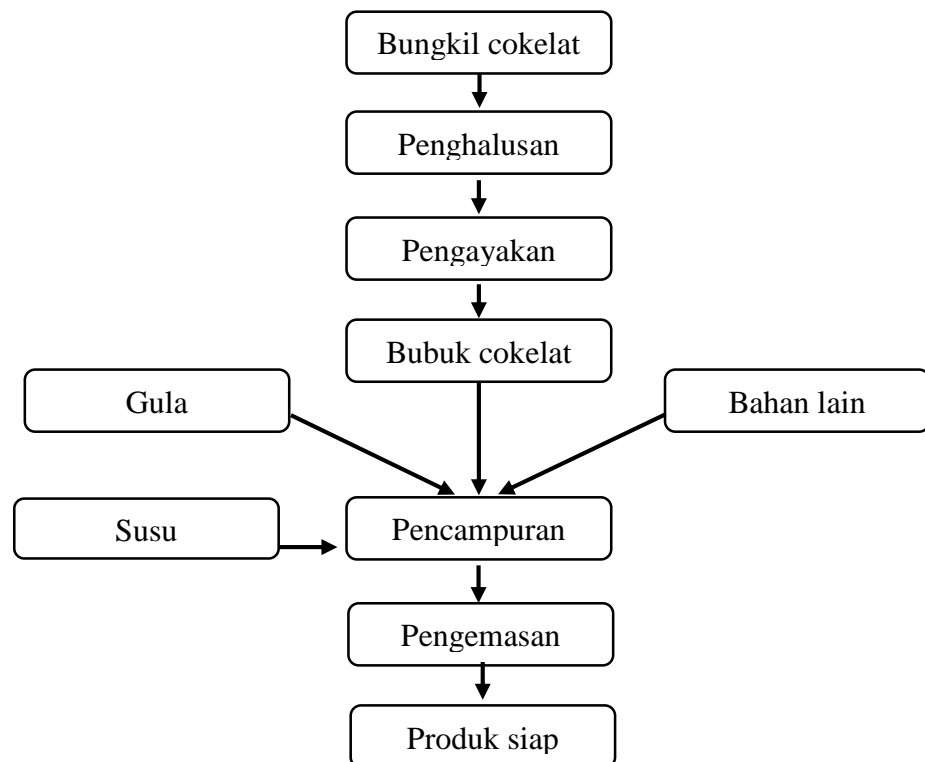 Bungkil cokelat
Penghalusan
Pengayakan
Bubuk cokelat
Gula
Bahan lain
Susu
Pencampuran
Pengemasan
Produk siap